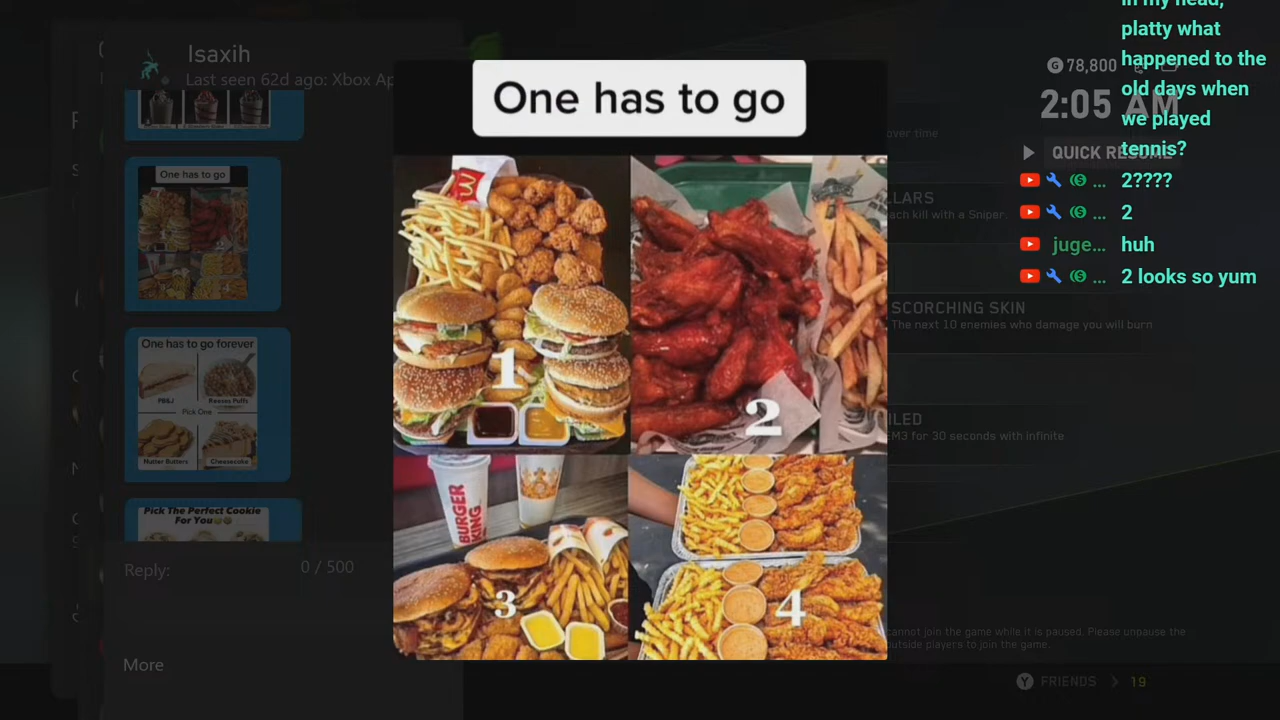 Isaxih
Last seen 62d ago: Xbox Ap
One has to go
One has to go forever
PB&J
Reeses Puffs
Pick One
Nutter Butters
Cheesecake
Pick The Perfect Cookie
For You
Reply:
0 / 500
More
One has to go
1
2
BURGER
KING
3
4
in my head,
platty what
happened to the
old days when
we played
tennis?
2????
2
juge... huh
2 looks so yum
G 78,800
2:05 AM
over time
QUICK RESUME
LLARS
ach kill with a Sniper.
SCORCHING SKIN
The next 10 enemies who damage you will burn
ILED
EM3 for 30 seconds with infinite
cannot join the game while it is paused. Please unpause the
outside players to join the game.
Y FRIENDS > 19